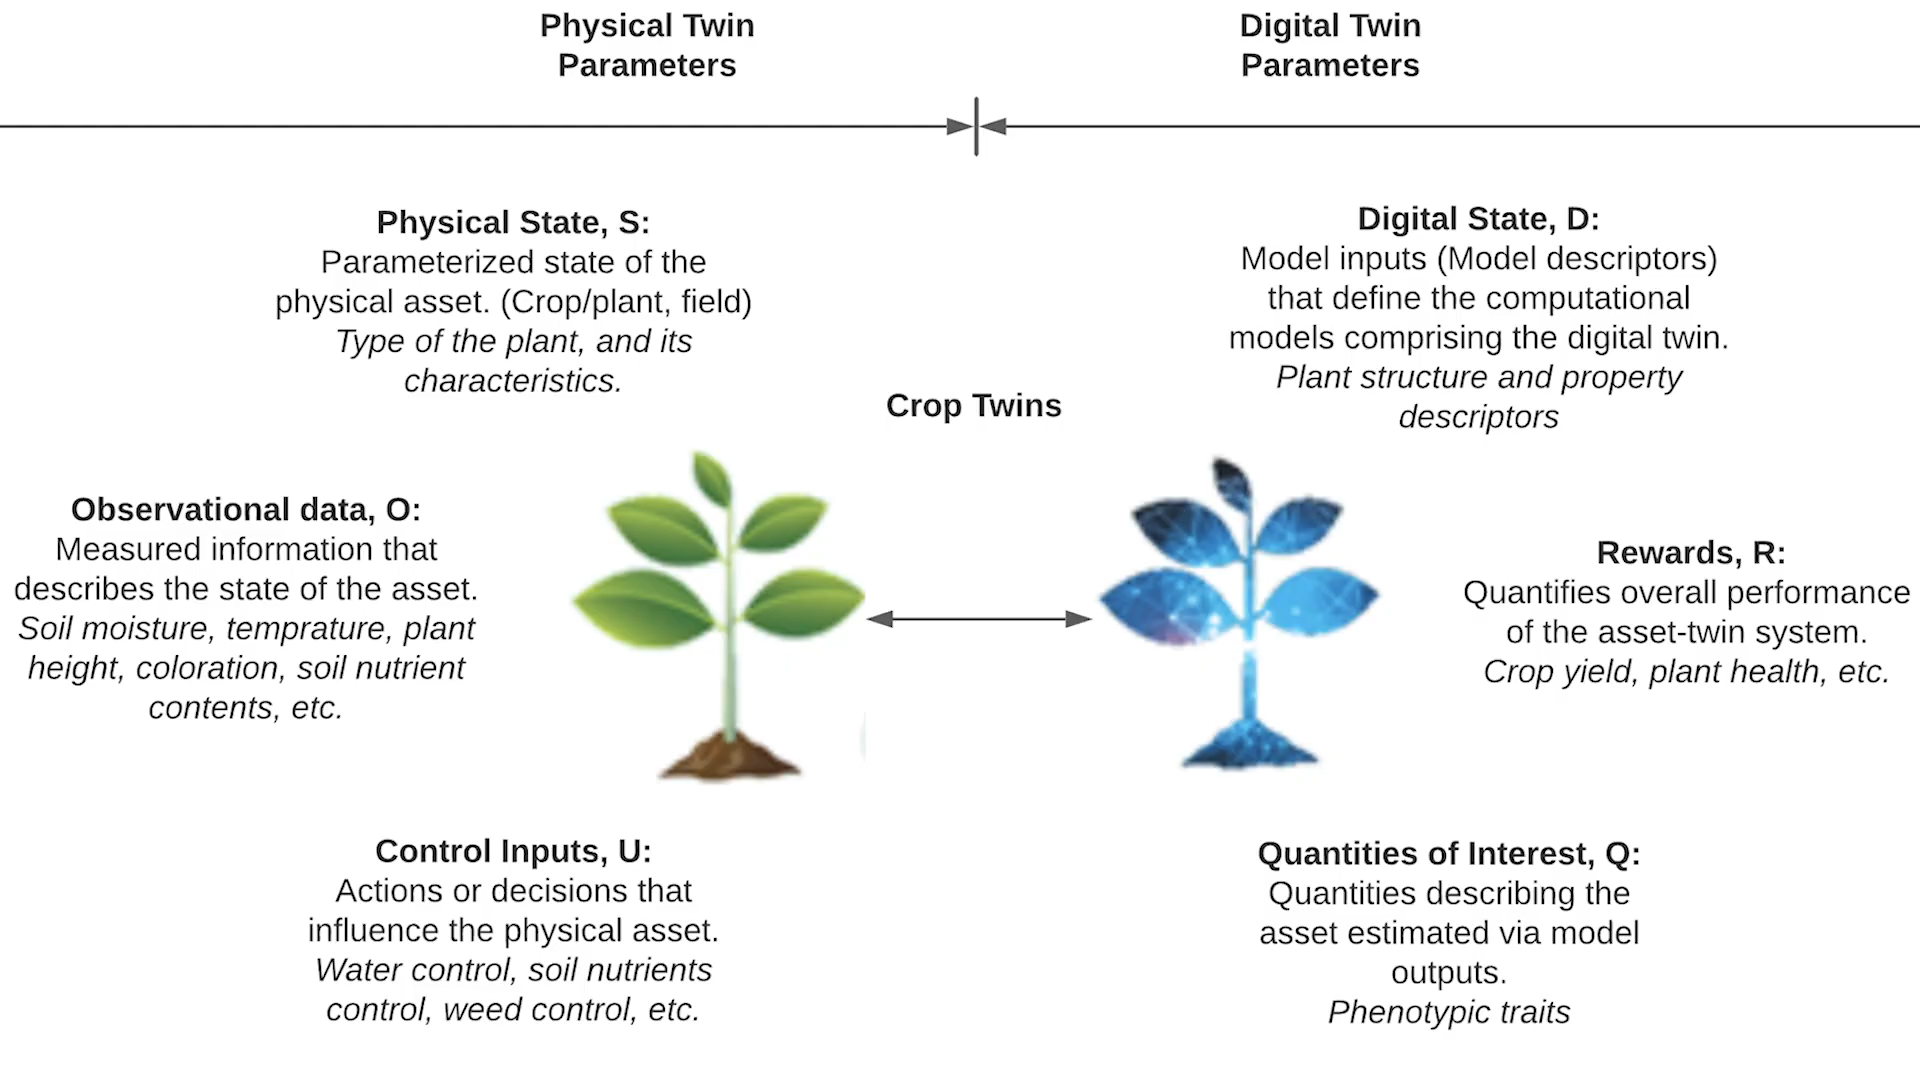 Physical Twin
Parameters
Digital Twin
Parameters
Physical State, S:
Parameterized state of the
physical asset. (Crop/plant, field)
Type of the plant, and its
characteristics.
Digital State, D:
Model inputs (Model descriptors)
that define the computational
models comprising the digital twin.
Plant structure and property
descriptors
Crop Twins
Observational data, O:
Measured information that
describes the state of the asset.
Soil moisture, temprature, plant
height, coloration, soil nutrient
contents, etc.
Rewards, R:
Quantifies overall performance
of the asset-twin system.
Crop yield, plant health, etc.
Control Inputs, U:
Actions or decisions that
influence the physical asset.
Water control, soil nutrients
control, weed control, etc.
Quantities of Interest, Q:
Quantities describing the
asset estimated via model
outputs.
Phenotypic traits